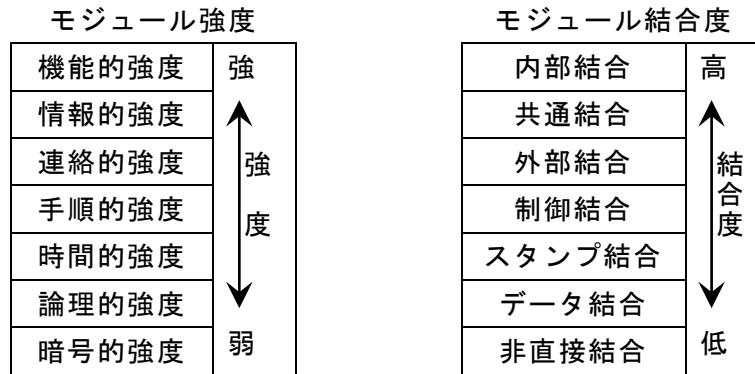 モジュール強度
機能的強度
情報的強度
連絡的強度
手順的強度
時間的強度
論理的強度
暗号的強度
強
強度
弱
モジュール結合度
内部結合
共通結合
外部結合
制御結合
スタンプ結合
データ結合
非直接結合
高
結合度
低